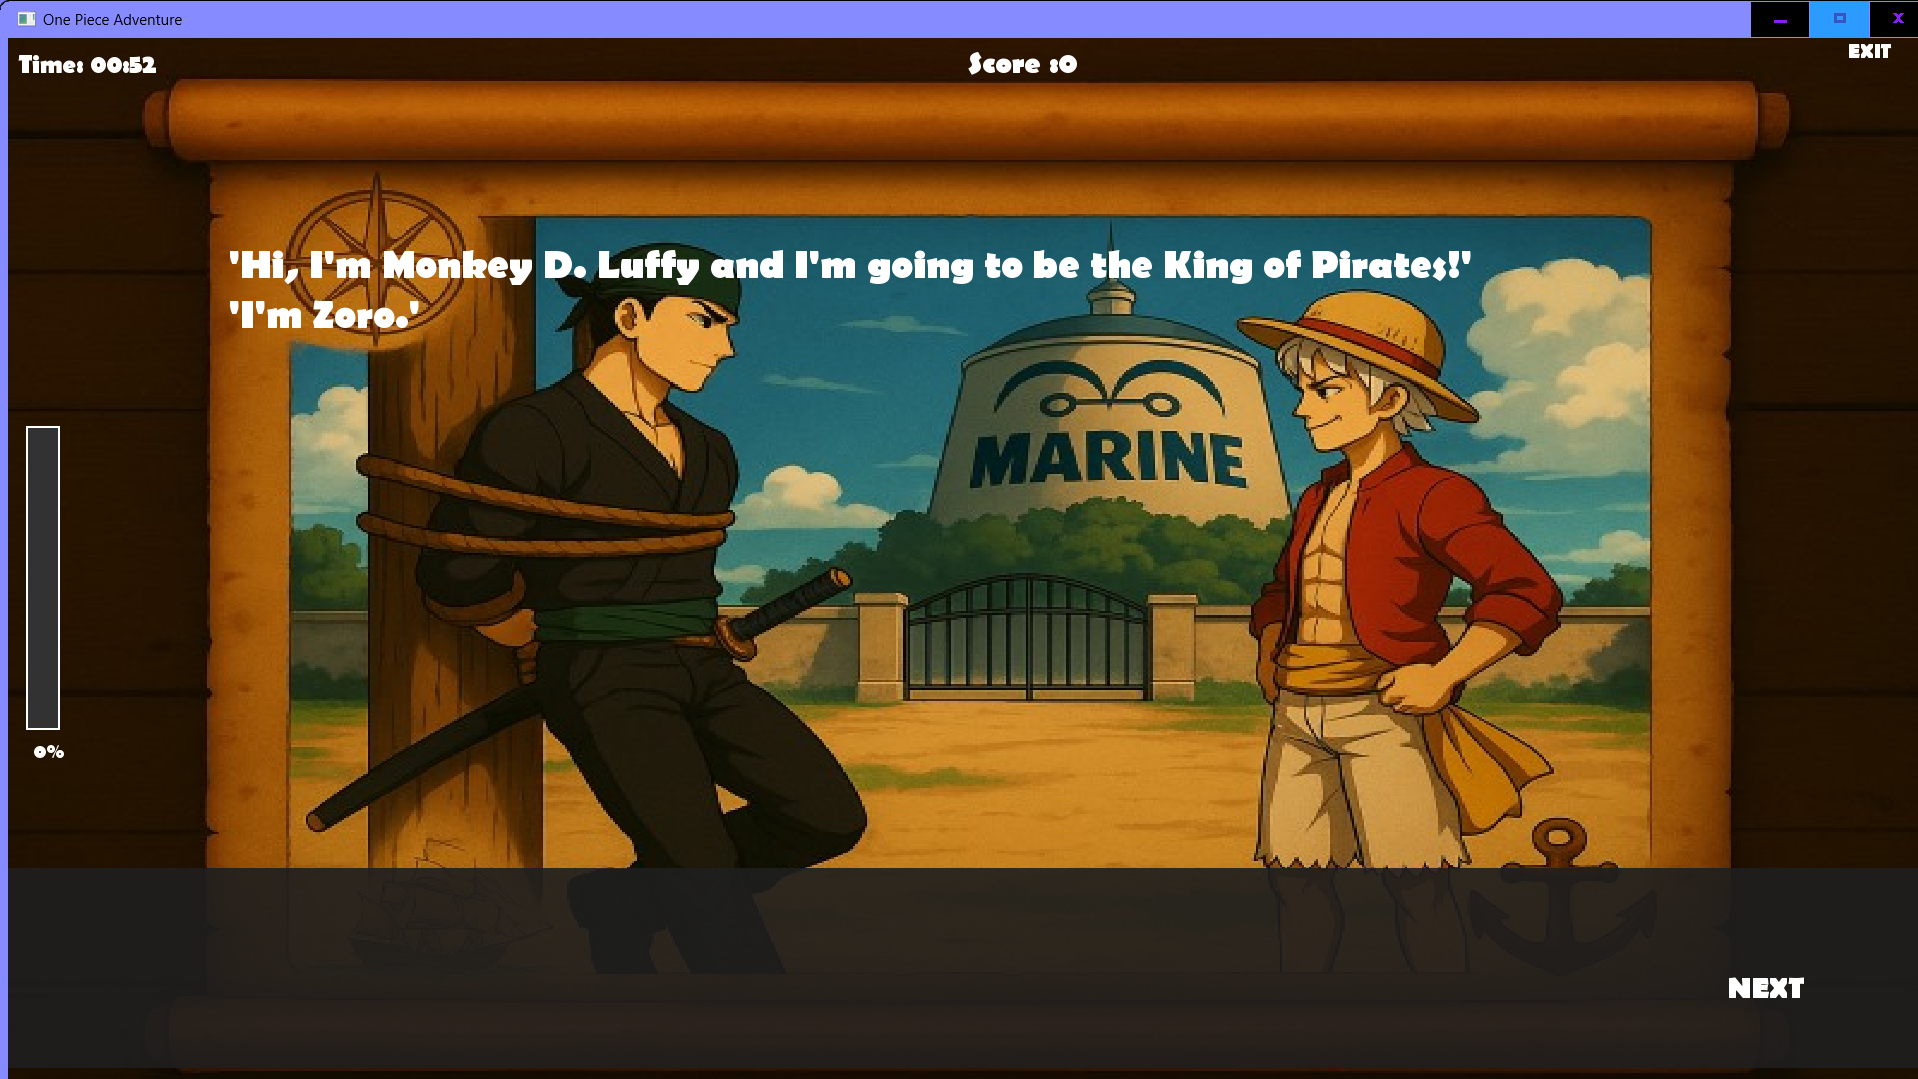 One Piece Adventure
Time: 00:52
Score :0
EXIT
'Hi, I'm Monkey D. Luffy and I'm going to be the King of Pirates!'
'I'm Zoro.'
MARINE
0%
NEXT